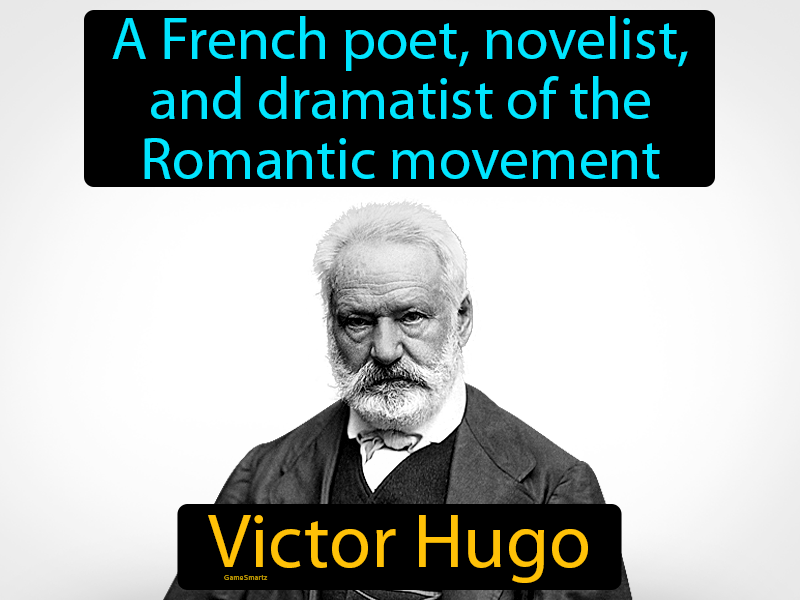 A French poet, novelist,
and dramatist of the
Romantic movement
Victor Hugo
GameSmartz